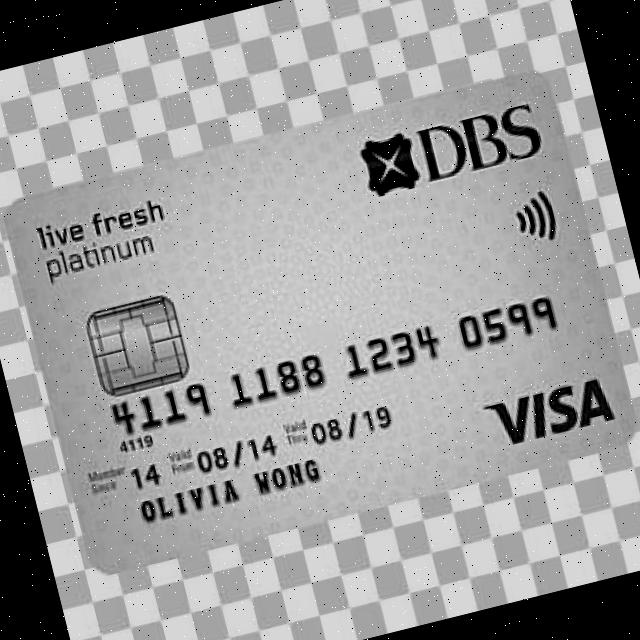 DBS
live fresh
platinum
4119 1188 1234 0599
4119
14 08/14 08/19
VISA
OLIVIA WONG